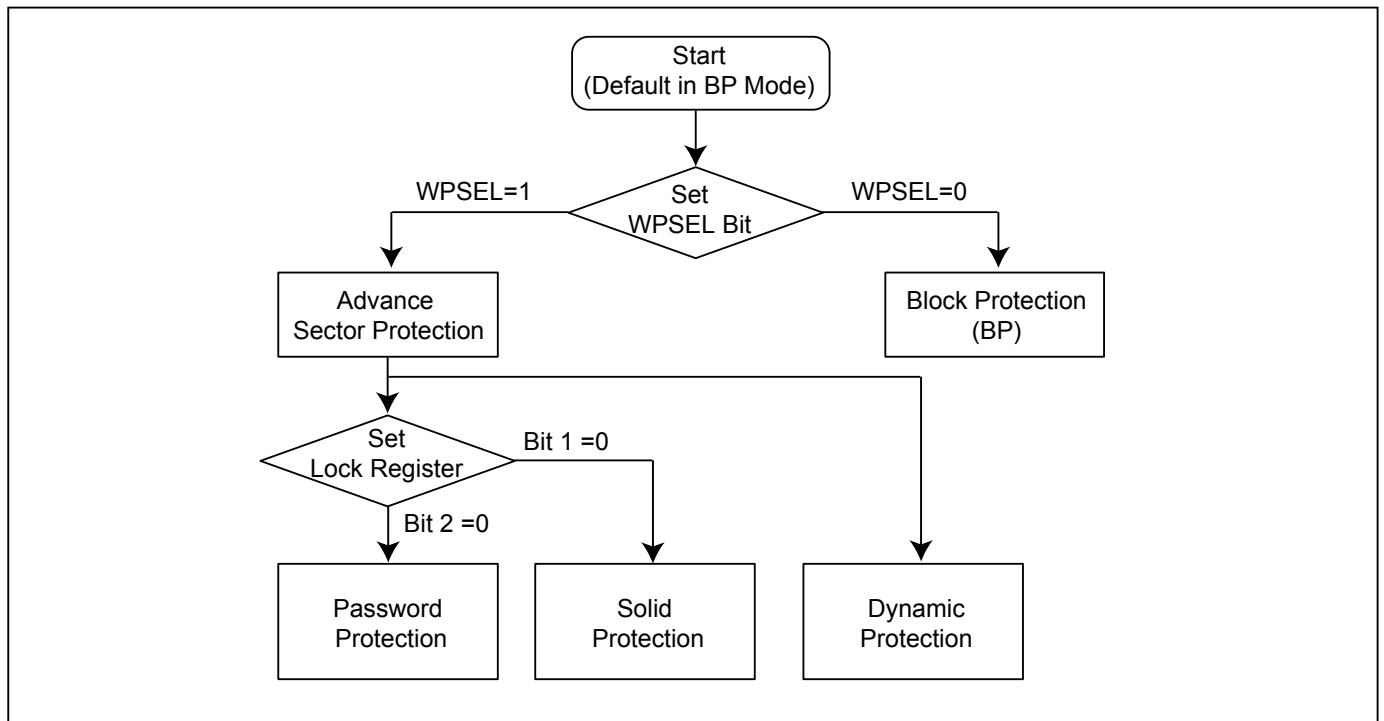 Start
(Default in BP Mode)
WPSEL=1
Set
WPSEL Bit
WPSEL=0
Advance
Sector Protection
Block Protection
(BP)
Set
Lock Register
Bit 1 =0
Bit 2 =0
Password
Protection
Solid
Protection
Dynamic
Protection